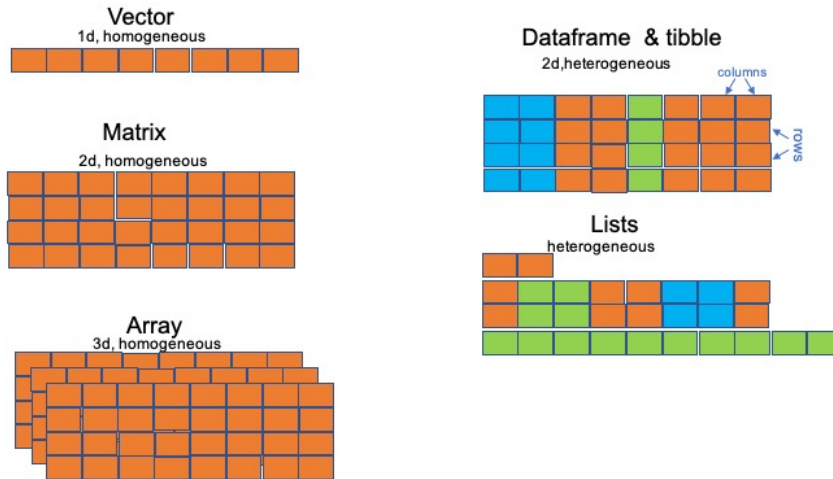 Vector
1d, homogeneous
Matrix
2d, homogeneous
Array
3d, homogeneous
Dataframe & tibble
2d,heterogeneous
columns
rows
Lists
heterogeneous